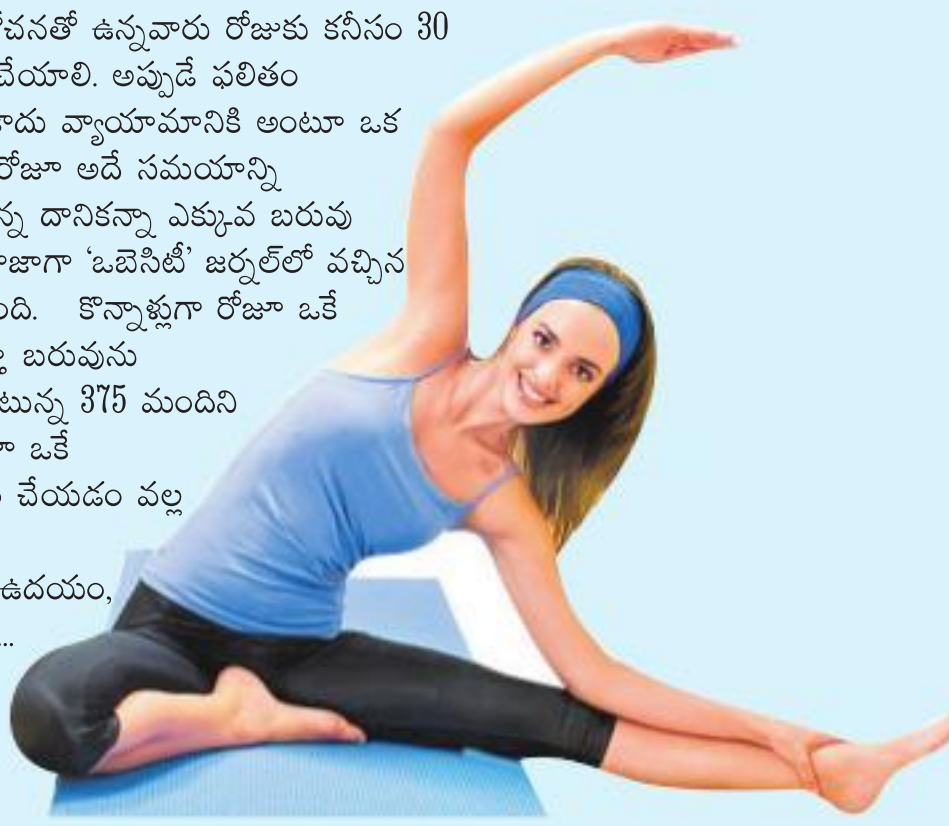 ోచనతో ఉన్నవారు రోజుకు కనీసం 30
చేయాలి. అప్పుడే ఫలితం
కాదు వ్యాయామానికి అంటూ ఒక
రోజూ అదే సమయాన్ని
న్న దానికన్నా ఎక్కువ బరువు
ాజాగా ‘ఒబెసిటీ’ జర్నల్‌లో వచ్చిన
ంది. కొన్నాళ్లుగా రోజూ ఒకే
బరువును
టున్న 375 మందిని
ఒకే
చేయడం వల్ల
ఉదయం,
...